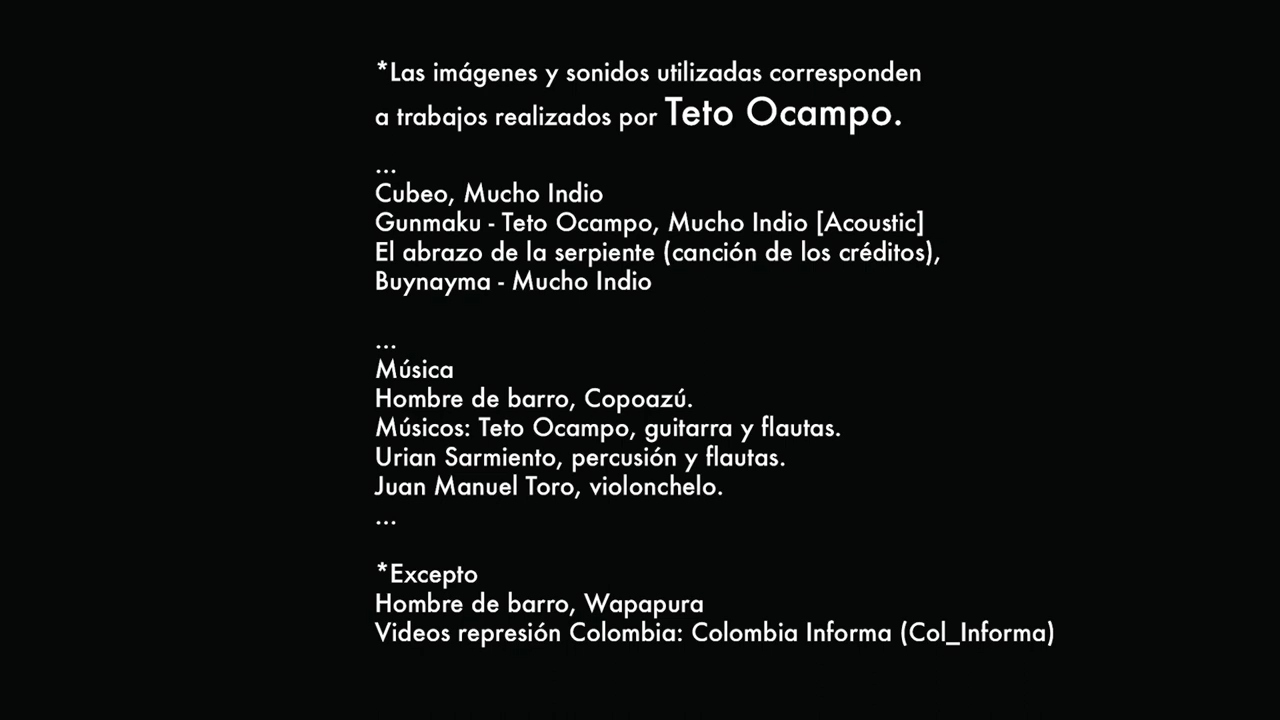 *Las imágenes y sonidos utilizadas corresponden
a trabajos realizados por Teto Ocampo.
...
Cubeo, Mucho Indio
Gunmaku - Teto Ocampo, Mucho Indio [Acoustic]
El abrazo de la serpiente (canción de los créditos),
Buynayma - Mucho Indio
...
Música
Hombre de barro, Copoazú.
Músicos: Teto Ocampo, guitarra y flautas.
Urian Sarmiento, percusión y flautas.
Juan Manuel Toro, violonchelo.
...
*Excepto
Hombre de barro, Wapapura
Videos represión Colombia: Colombia Informa (Col_Informa)